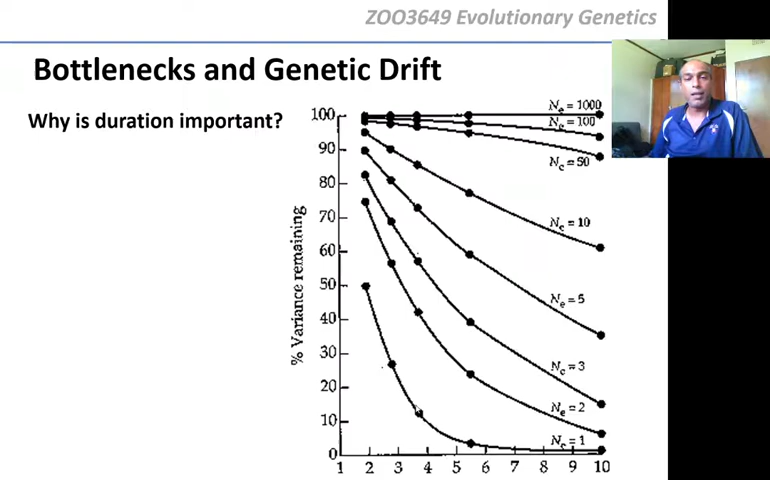 ZOO3649 Evolutionary Genetics
Bottlenecks and Genetic Drift
Why is duration important?
% Variance remaining
100
90
80
70
60
50
40
30
20
10
0
Ne = 1000
Ne = 100
Ne = 50
Ne = 10
Ne = 5
Ne = 3
Ne = 2
Ne = 1
1 2 3 4 5 6 7 8 9 10